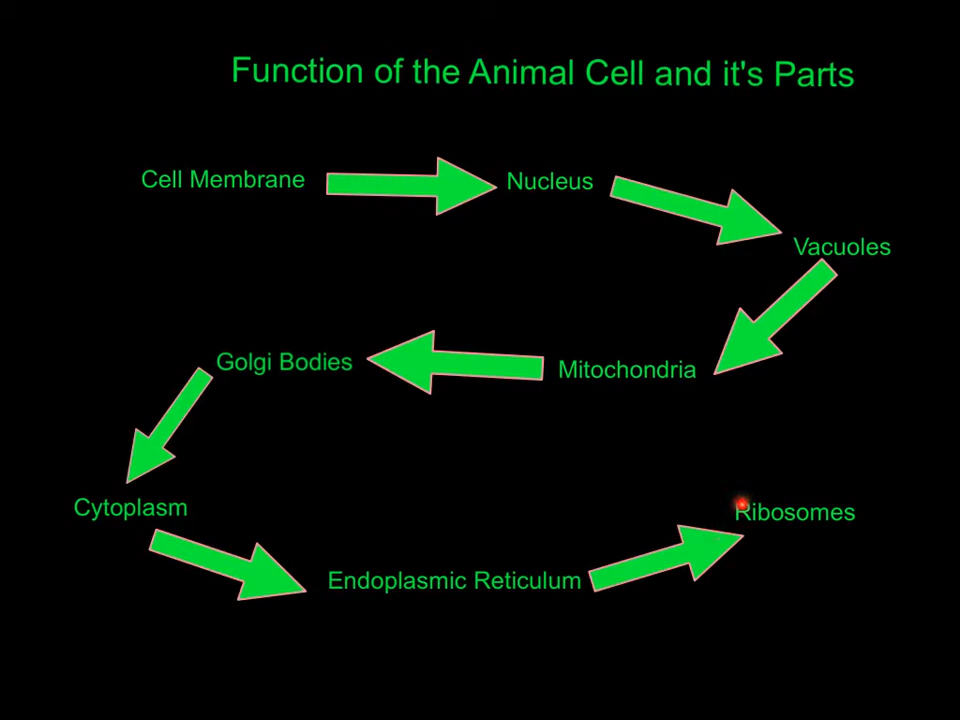 Function of the Animal Cell and it's Parts
Cell Membrane
Nucleus
Vacuoles
Mitochondria
Golgi Bodies
Cytoplasm
Endoplasmic Reticulum
Ribosomes